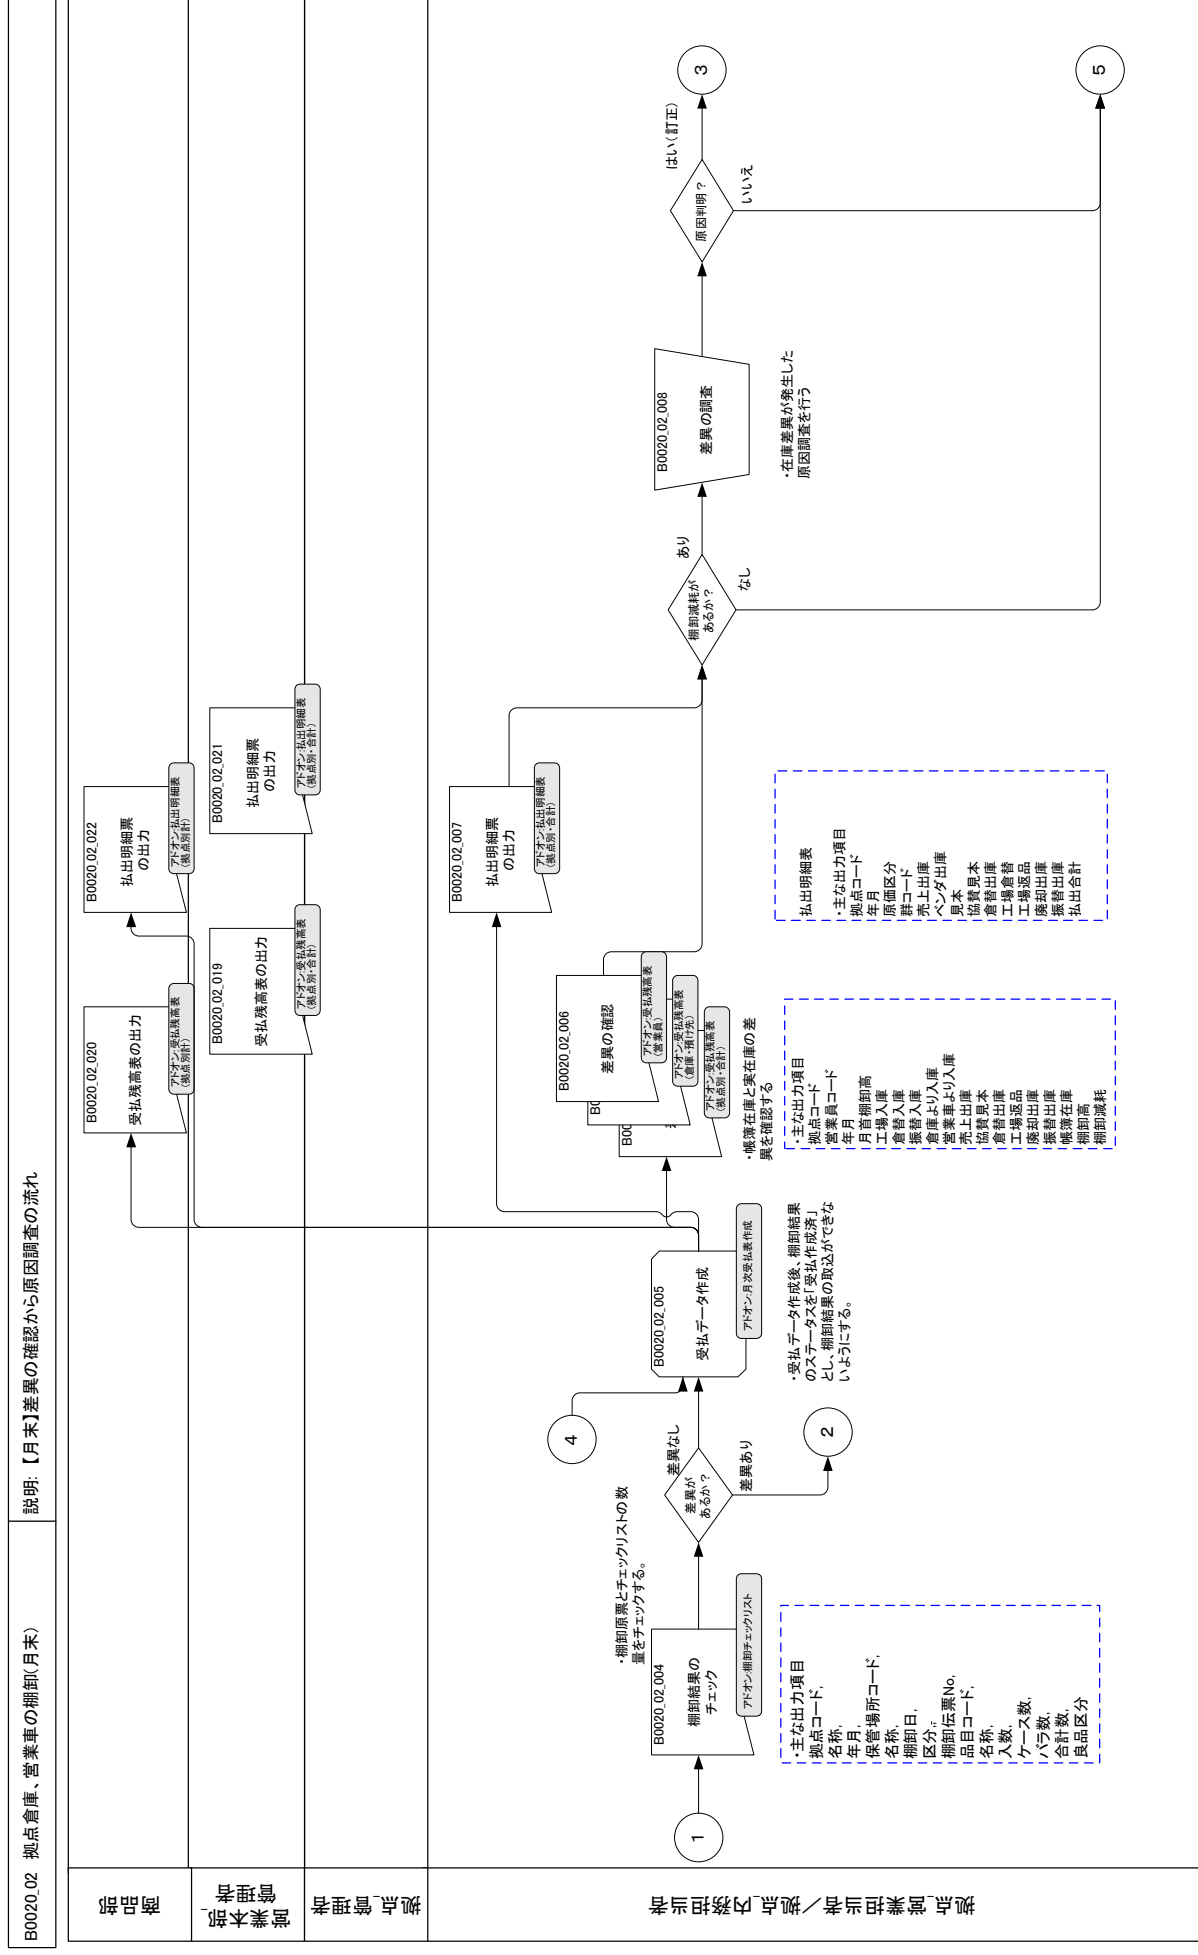 B0020_02 拠点倉庫、営業車の棚卸(月末)
説明: 【月末】差異の確認から原因調査の流れ
商品部
営業本部_
管理者
拠点_管理者
拠点_営業担当者／拠点_内務担当者
B0020_02_020
受払残高表の出力
アドオン:受払残高表
(拠点別計)
B0020_02_022
払出明細票
の出力
アドオン:払出明細表
(拠点別計)
B0020_02_019
受払残高表の出力
アドオン:受払残高表
(拠点別・合計)
B0020_02_021
払出明細票
の出力
アドオン:払出明細表
(拠点別・合計)
1
B0020_02_004
棚卸結果の
チェック
アドオン:棚卸チェックリスト
・棚卸原票とチェックリストの数
量をチェックする。
・主な出力項目
拠点コード,
名称,
年月,
保管場所コード,
名称,
棚卸日,
区分,,
棚卸伝票No,
品目コード,
名称,
入数,
ケース数,
バラ数,
合計数,
良品区分
差異が
あるか？
差異なし
差異あり
2
4
B0020_02_005
受払データ作成
アドオン:月次受払表作成
・受払データ作成後、棚卸結果
のステータスを「受払作成済」
とし、棚卸結果の取込ができな
いようにする。
B0020_02_006
差異の確認
アドオン:受払残高表
(営業員)
B0
アドオン:受払残高表
(倉庫・預け先)
B00
アドオン:受払残高表
(拠点別・合計)
・帳簿在庫と実在庫の差
異を確認する
・主な出力項目
拠点コード
営業員コード
年月
月首棚卸高
工場入庫
倉替入庫
振替入庫
倉庫より入庫
営業車より入庫
売上出庫
協賛見本
倉替出庫
工場返品
廃却出庫
振替出庫
帳簿在庫
棚卸高
棚卸減耗
B0020_02_007
払出明細票
の出力
アドオン:払出明細表
(拠点別・合計)
払出明細表
・主な出力項目
拠点コード
年月
原価区分
群コード
売上出庫
ベンダ出庫
見本
協賛見本
倉替出庫
工場倉替
工場返品
廃却出庫
振替出庫
払出合計
棚卸減耗が
あるか？
あり
なし
B0020_02_008
差異の調査
・在庫差異が発生した
原因調査を行う
原因判明？
はい(訂正)
いいえ
3
5